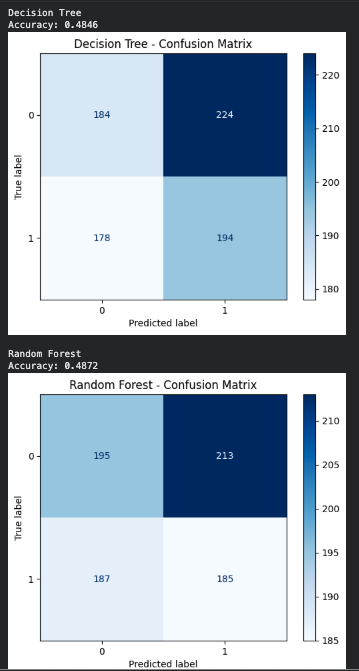 Decision Tree
Accuracy: 0.4846
Decision Tree - Confusion Matrix
220
0
184
224
210
True label
200
1
178
194
190
180
0
1
Predicted label
Random Forest
Accuracy: 0.4872
Random Forest - Confusion Matrix
210
0
195
213
205
True label
200
195
1
187
185
190
185
0
1
Predicted label